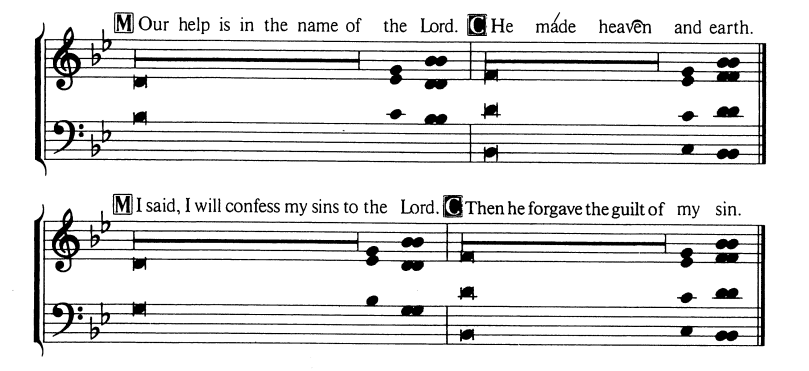 M Our help is in the name of the Lord. C He máde heaven and earth.
M I said, I will confess my sins to the Lord. C Then he forgave the guilt of my sin.